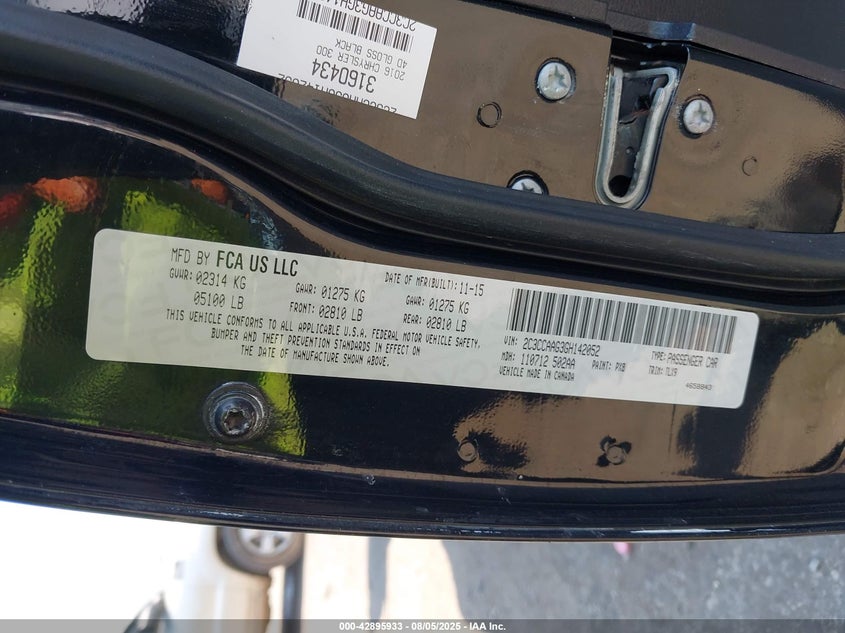 2016 CHRYSLER 300
4D GLOSS BLACK
3160434
MFD BY FCA US LLC
DATE OF MFR(BUILT): 11-15
GVWR: 02314 KG
GAWR: 01275 KG
GAWR: 01275 KG
05100 LB
FRONT: 02810 LB
REAR: 02810 LB
THIS VEHICLE CONFORMS TO ALL APPLICABLE U.S.A. FEDERAL MOTOR VEHICLE SAFETY,
BUMPER AND THEFT PREVENTION STANDARDS IN EFFECT ON
THE DATE OF MANUFACTURE SHOWN ABOVE.
VIN: 2C3CCAAG3GH142052
TYPE: PASSENGER CAR
MDH: 110712 502AA
PAINT: PX8
TRIM: TLX9
VEHICLE MADE IN CANADA
4658843
000-42895933 - 08/05/2025 - IAA Inc.